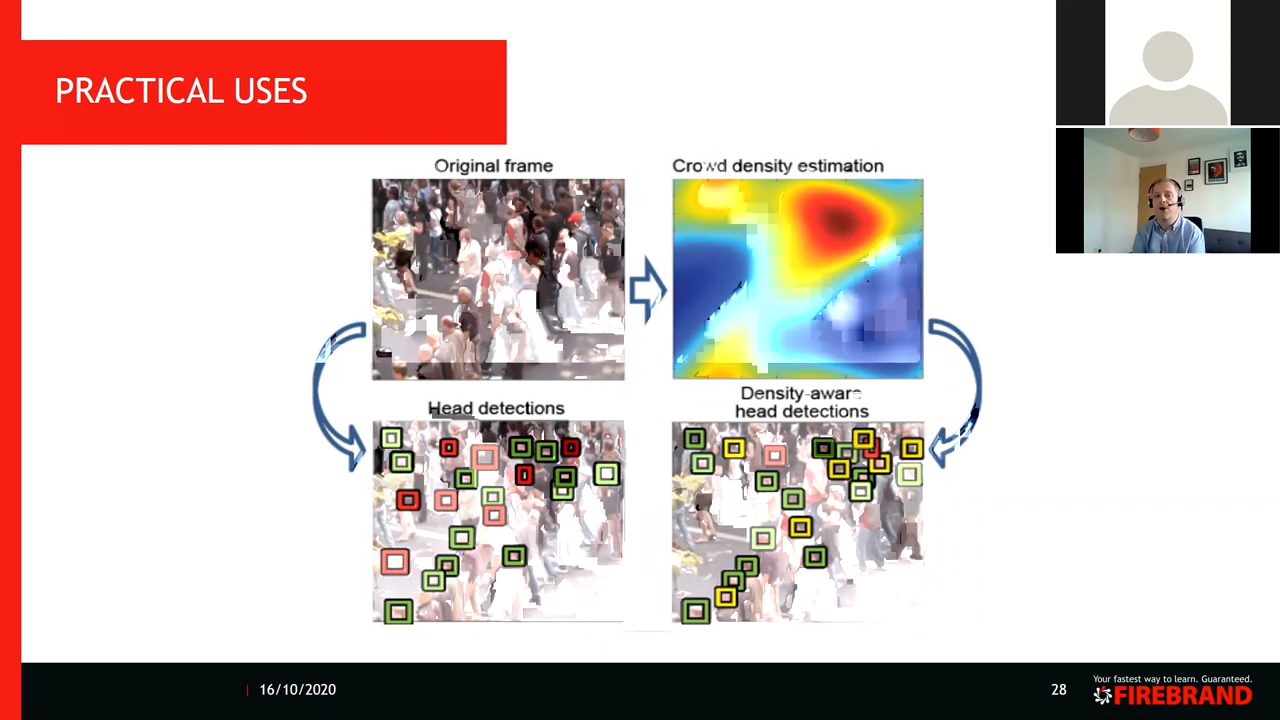 PRACTICAL USES
Original frame
Crowd density estimation
Head detections
Density-aware
head detections
16/10/2020
28
Your fastest way to learn. Guaranteed.
FIREBRAND